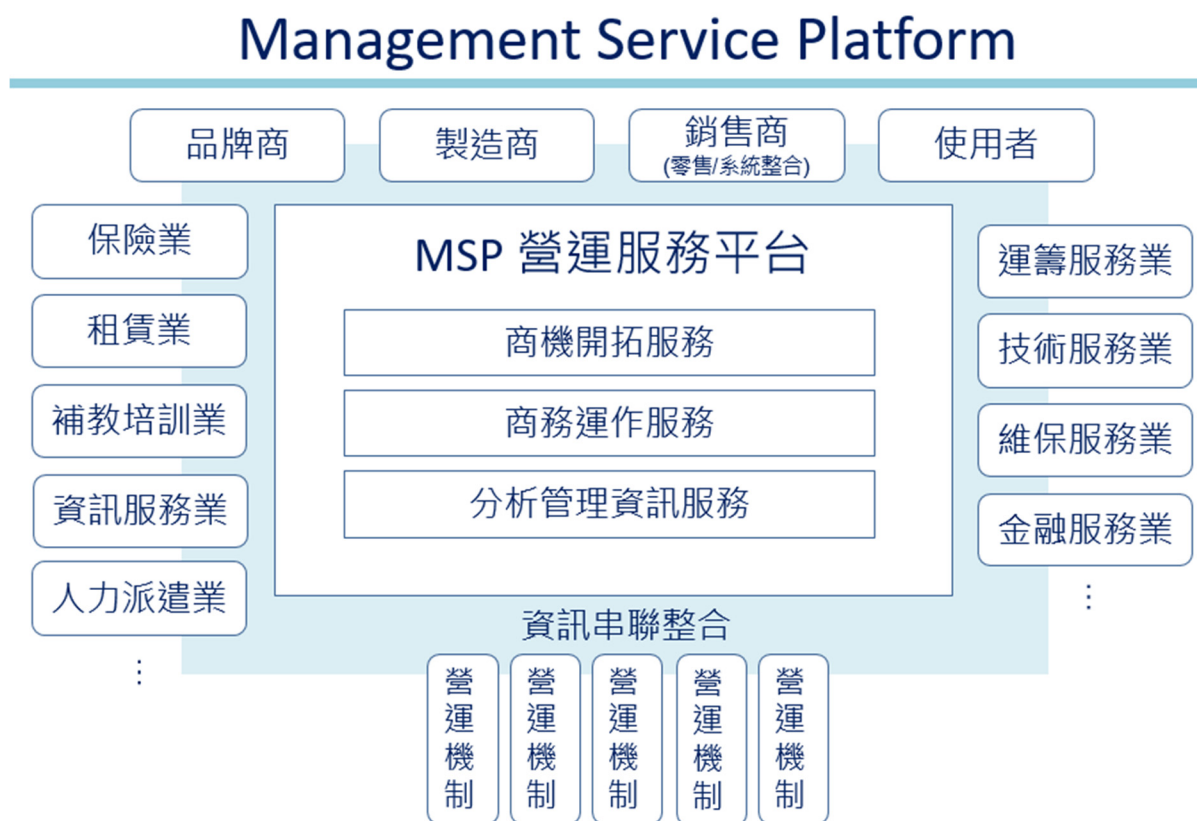 Management Service Platform
品牌商
製造商
銷售商
(零售/系統整合)
使用者
保險業
租賃業
補教培訓業
資訊服務業
人力派遣業
⋮
MSP 營運服務平台
商機開拓服務
商務運作服務
分析管理資訊服務
資訊串聯整合
運籌服務業
技術服務業
維保服務業
金融服務業
⋮
營運機制
營運機制
營運機制
營運機制
營運機制